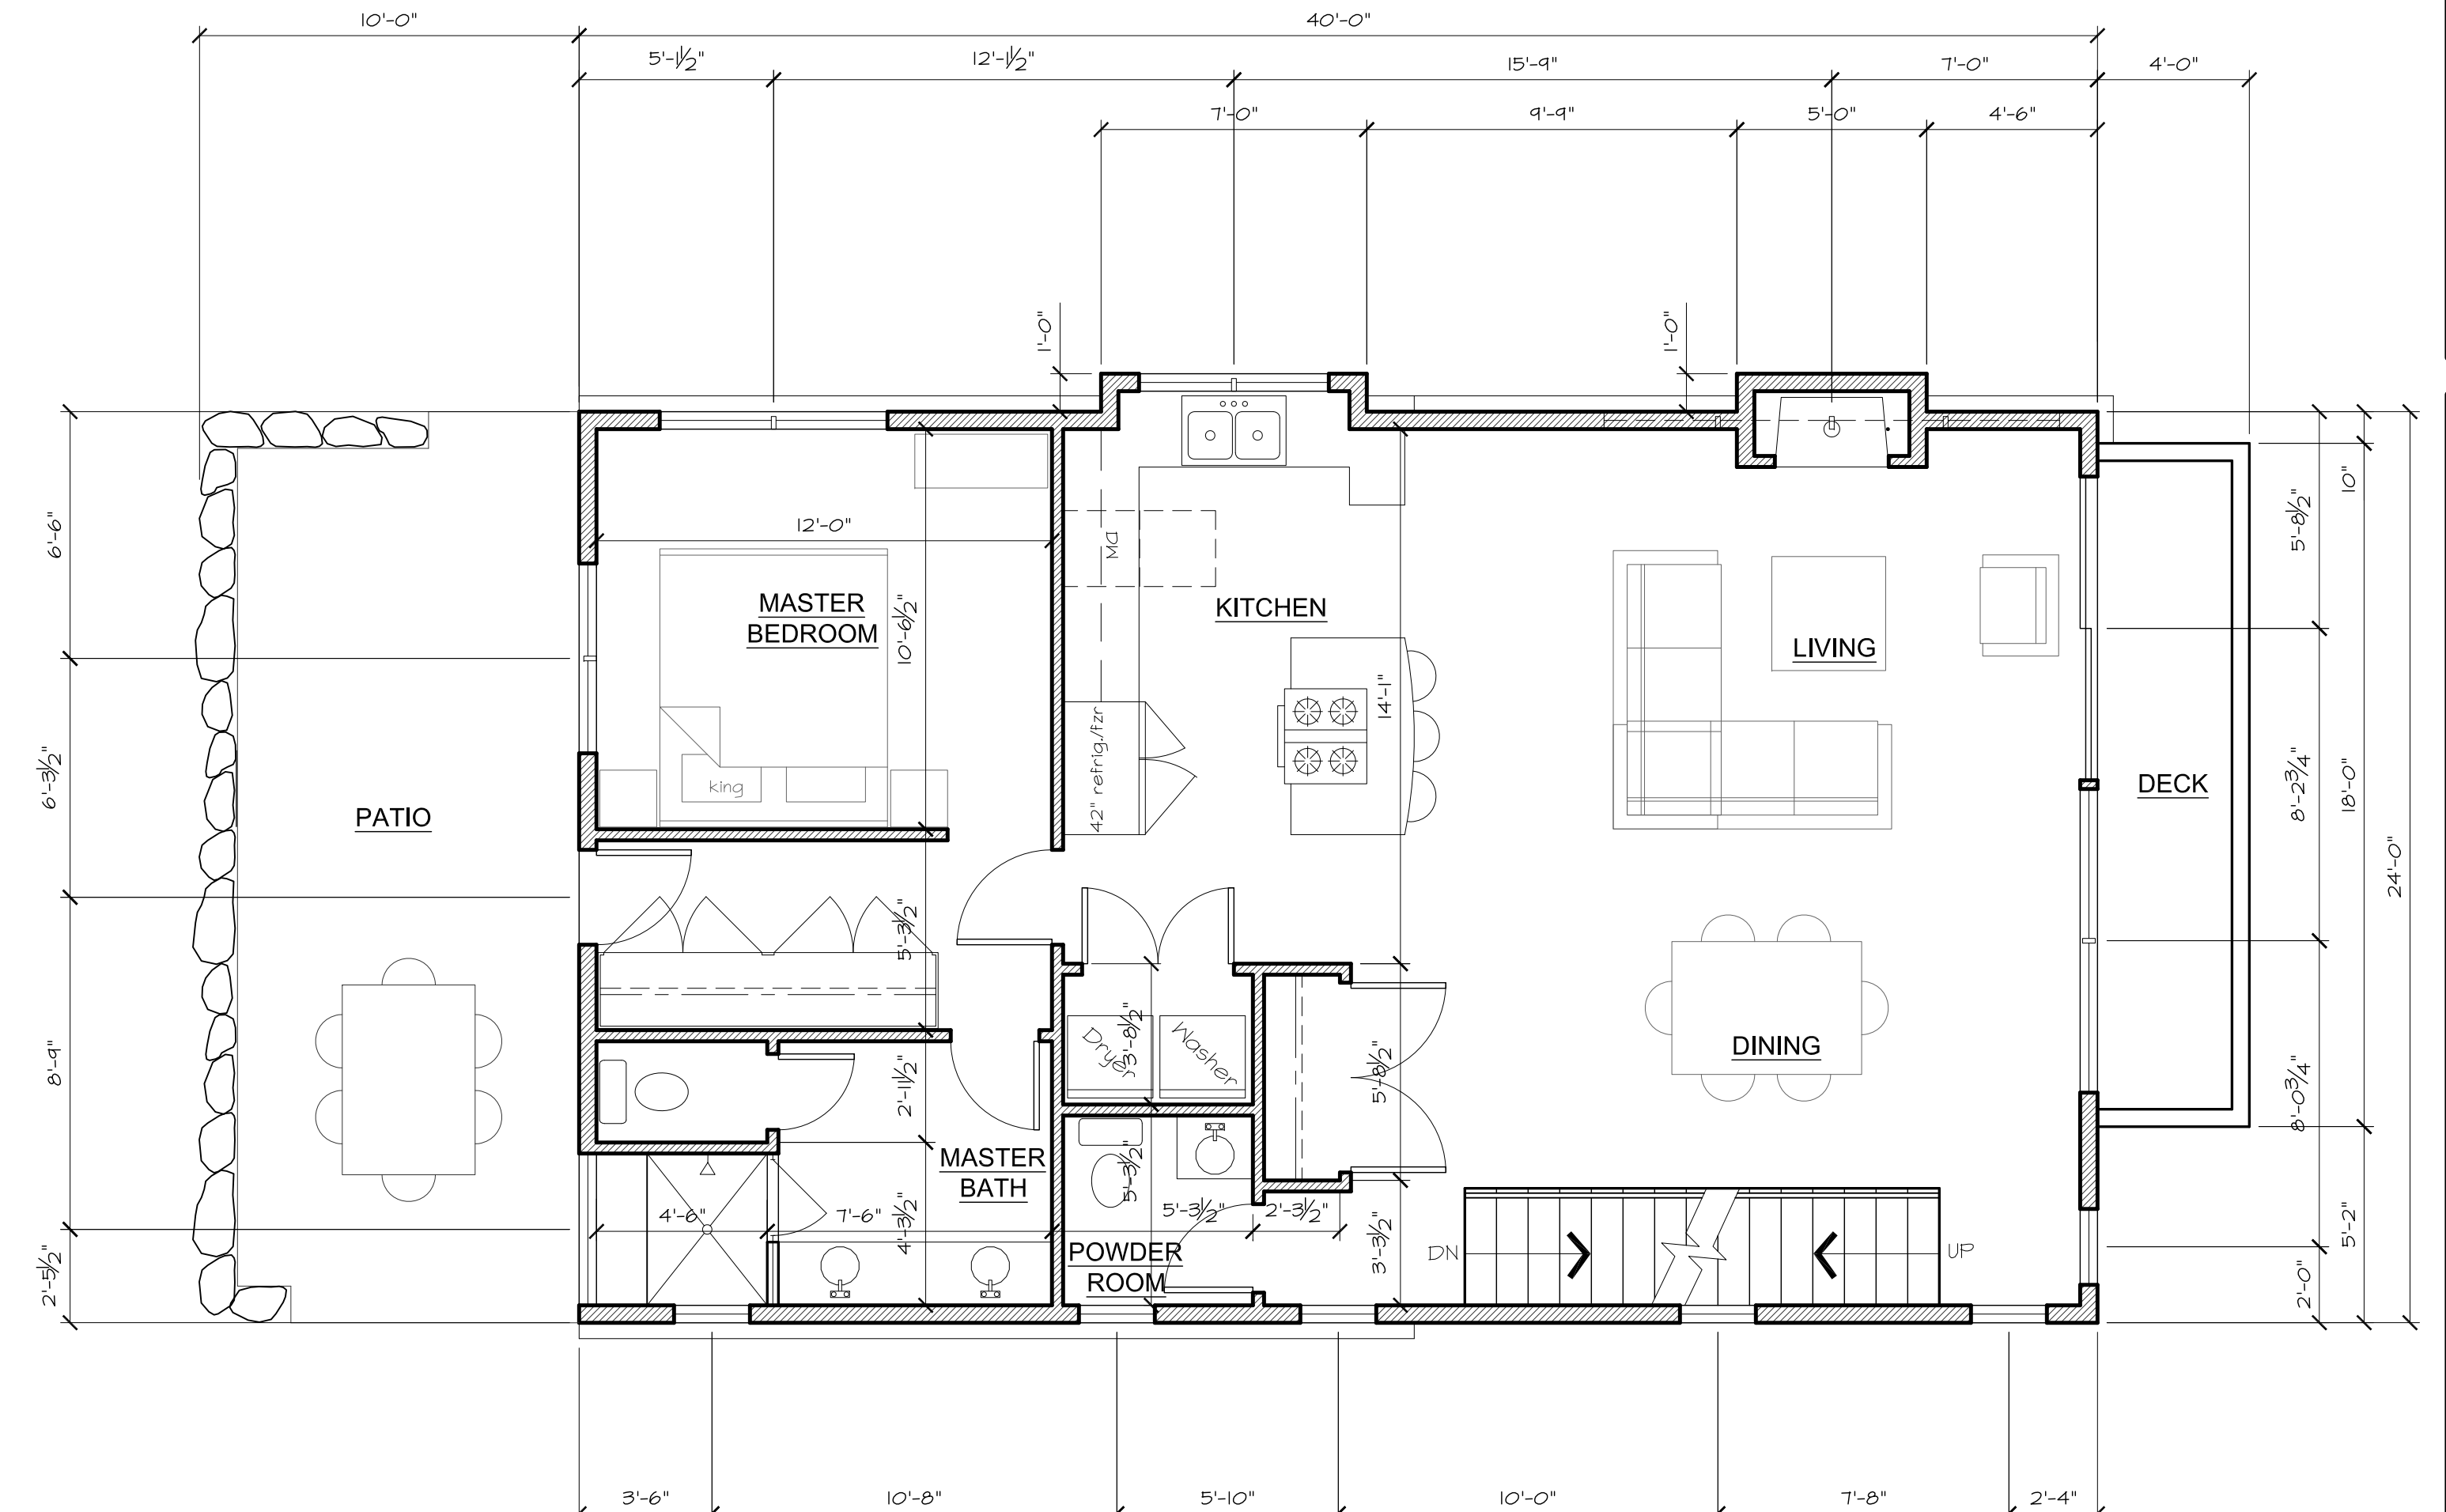 10'-0"
40'-0"
5'-1½"
12'-1½"
15'-9"
7'-0"
4'-0"
7'-0"
9'-9"
5'-0"
4'-6"
1'-0"
1'-0"
6'-6"
6'-3½"
8'-9"
2'-5½"
12'-0"
MASTER
BEDROOM
10'-6½"
king
PATIO
DW
KITCHEN
42" refrig./fzr
14'-1"
LIVING
DECK
10"
5'-8½"
8'-2¾"
18'-0"
24'-0"
8'-0¾"
5'-2"
2'-0"
5'-3½"
Dryer
3'-8½"
Washer
5'-8½"
DINING
2'-11½"
MASTER
BATH
5'-3½"
4'-6"
7'-6"
4'-3½"
5'-3½"
2'-3½"
3'-3½"
POWDER
ROOM
DN
UP
3'-6"
10'-8"
5'-10"
10'-0"
7'-8"
2'-4"